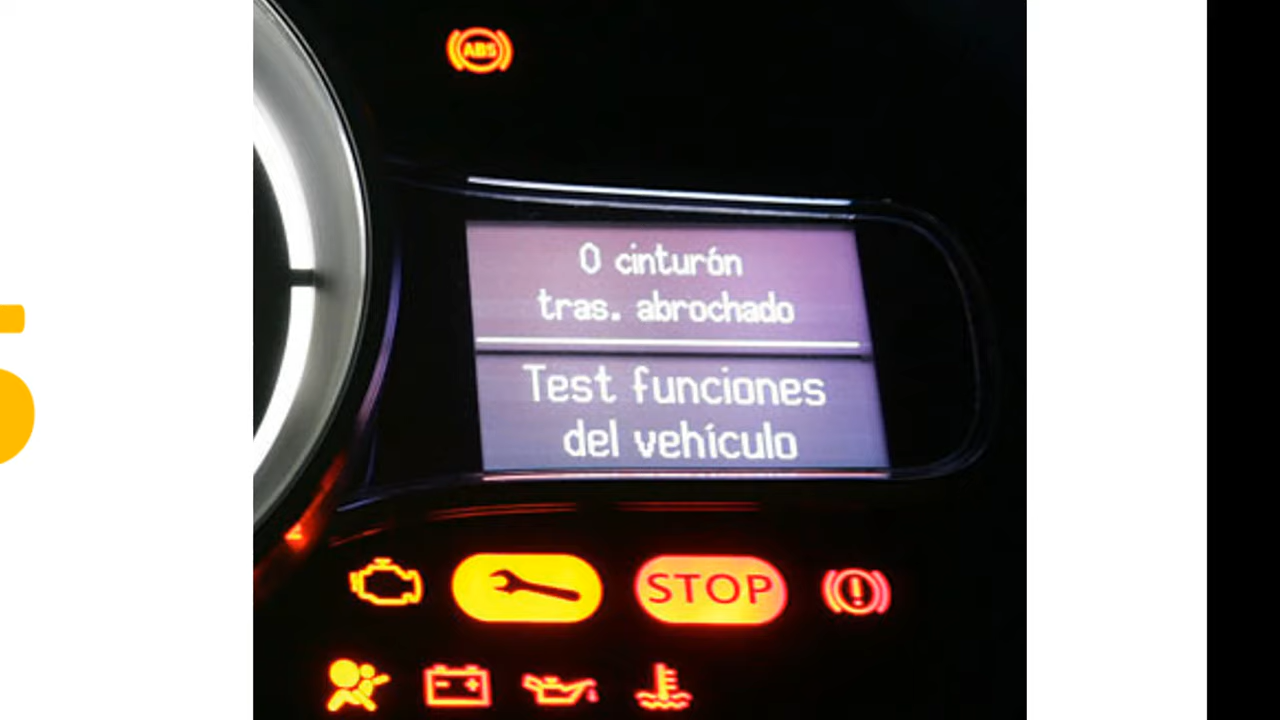 ABS
0 cinturón
tras. abrochado
Test funciones
del vehículo
STOP